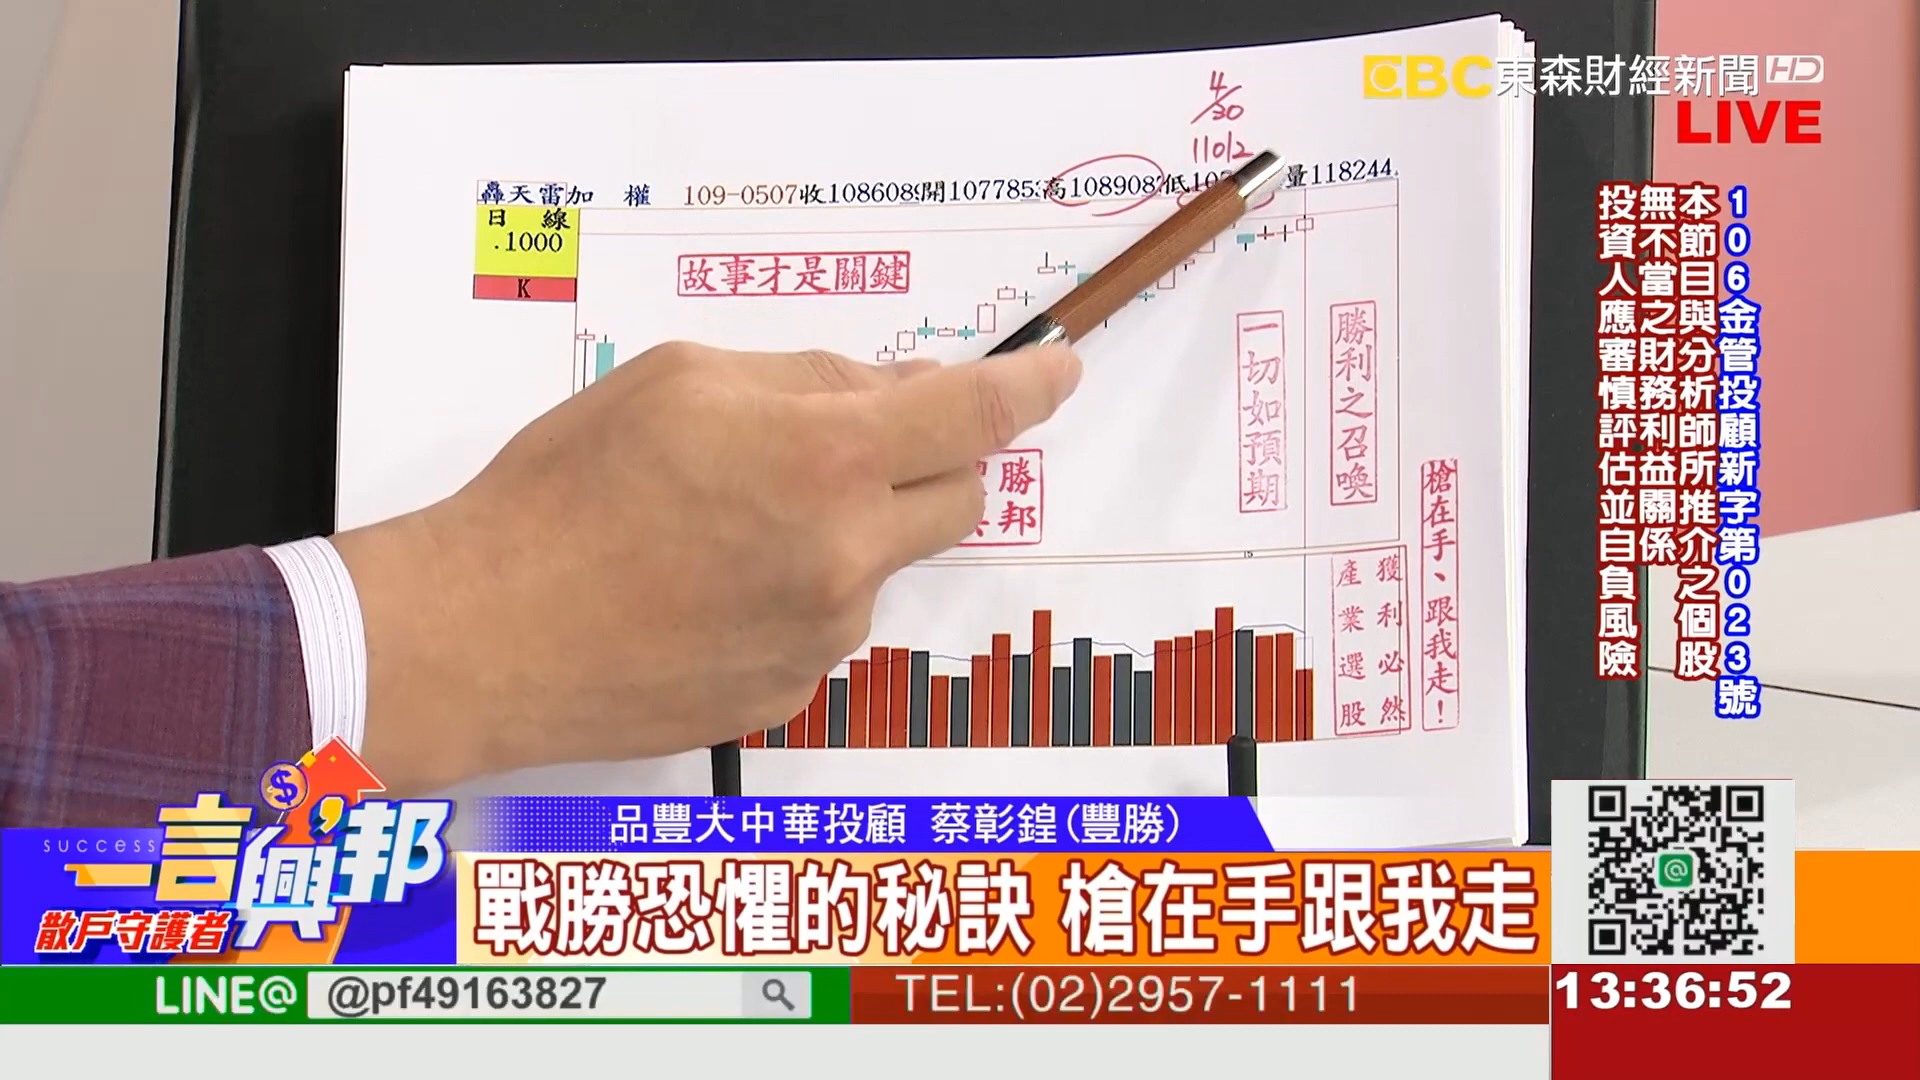 EBC東森財經新聞HD
LIVE
4/30
轟天雷加 權 109-0507收108608開107785高108908
量118244
日 線
.1000
K
故事才是關鍵
一切如預期
勝利之召喚
槍在手、跟我走!
勝
邦
獲利必然
產業選股
106金管投顧新字第023號
本節目與分析師所推介之個股
無不當之財務利益關係
投資人應審慎評估並自負風險
success
一言興邦
散戶守護者
品豐大中華投顧 蔡彰鍠(豐勝)
戰勝恐懼的秘訣 槍在手跟我走
LINE@ @pf49163827
TEL:(02)2957-1111
13:36:52